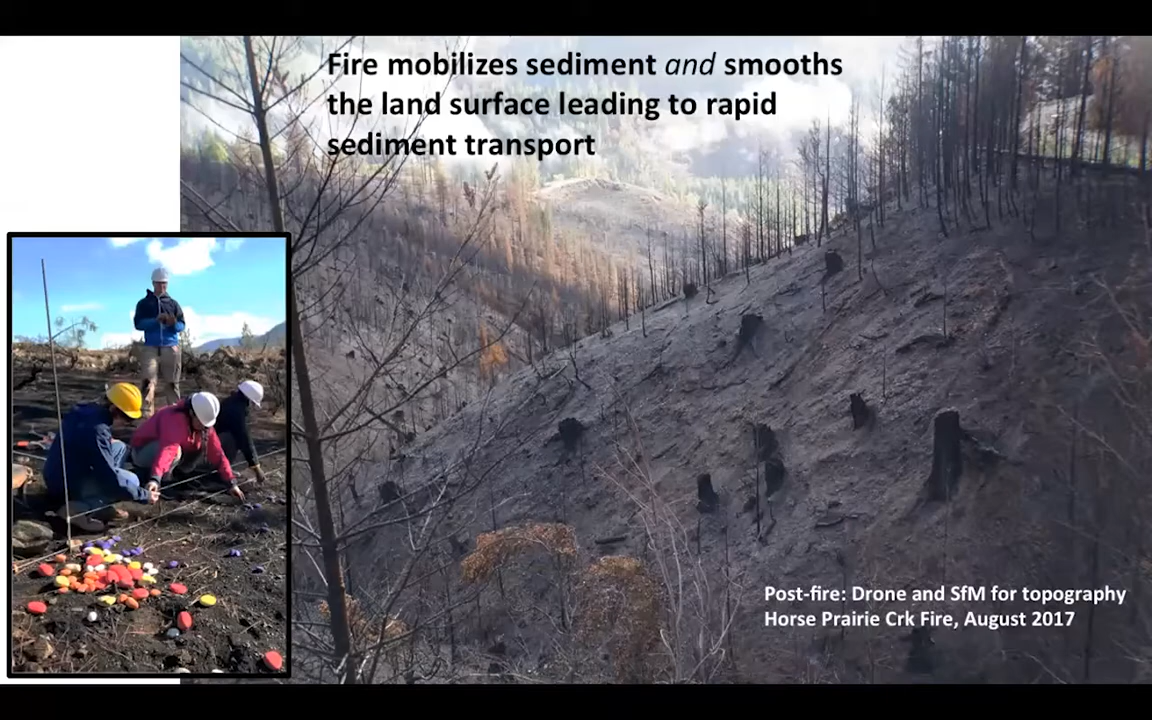 Fire mobilizes sediment and smooths
the land surface leading to rapid
sediment transport
Post-fire: Drone and SfM for topography
Horse Prairie Crk Fire, August 2017